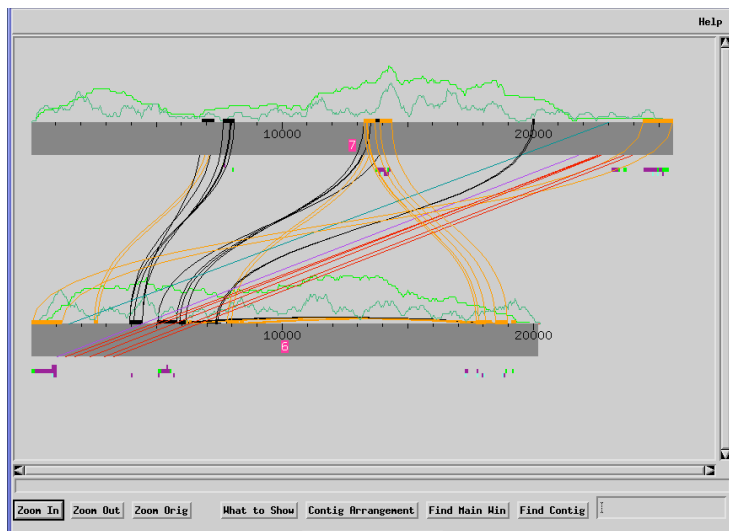 Help
10000 20000
7
10000 20000
6
Zoom In Zoom Out Zoom Orig What to Show Contig Arrangement Find Main Win Find Contig